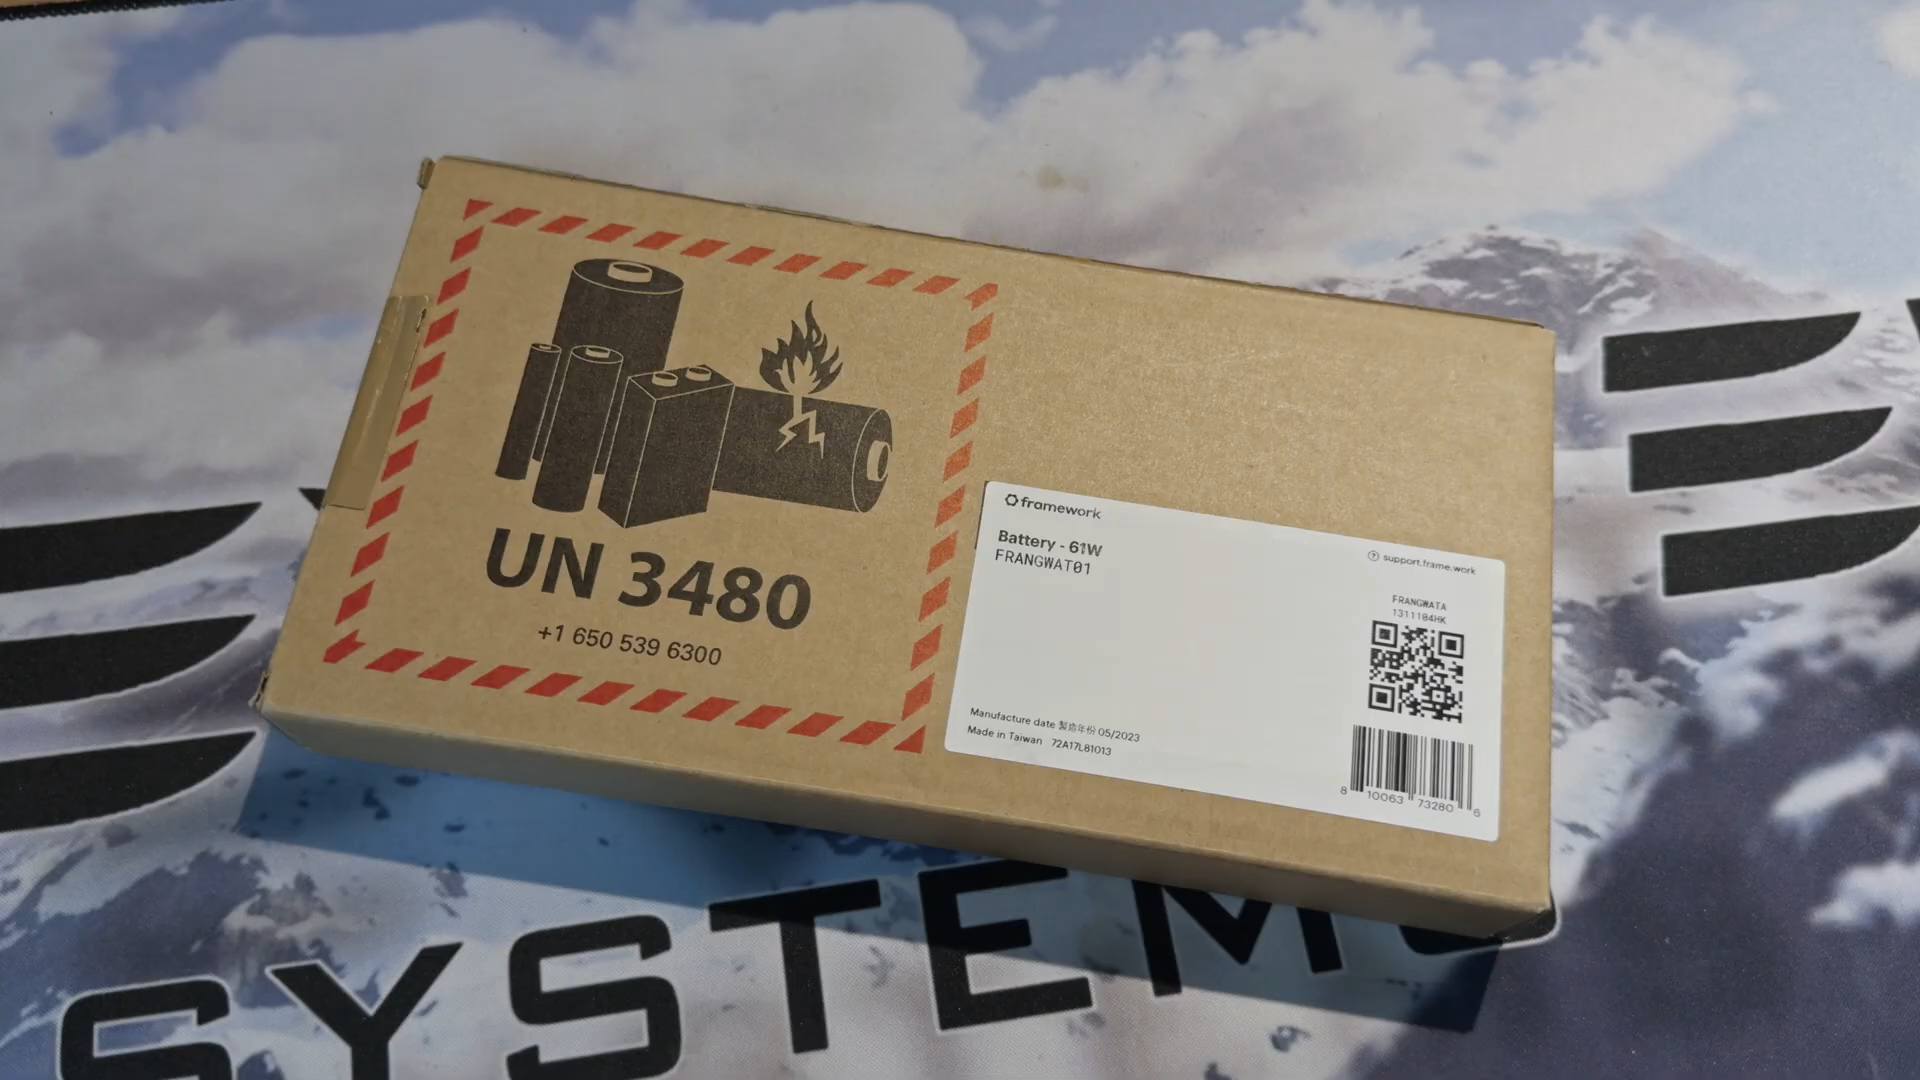 UN 3480
+1 650 539 6300
framework
Battery - 61W
FRANGWAT01
support.frame.work
FRANGWATA
1311184HK
Manufacture date 製造年份 05/2023
Made in Taiwan 72A17L81013
8 10063 73280 6
SYSTEMS